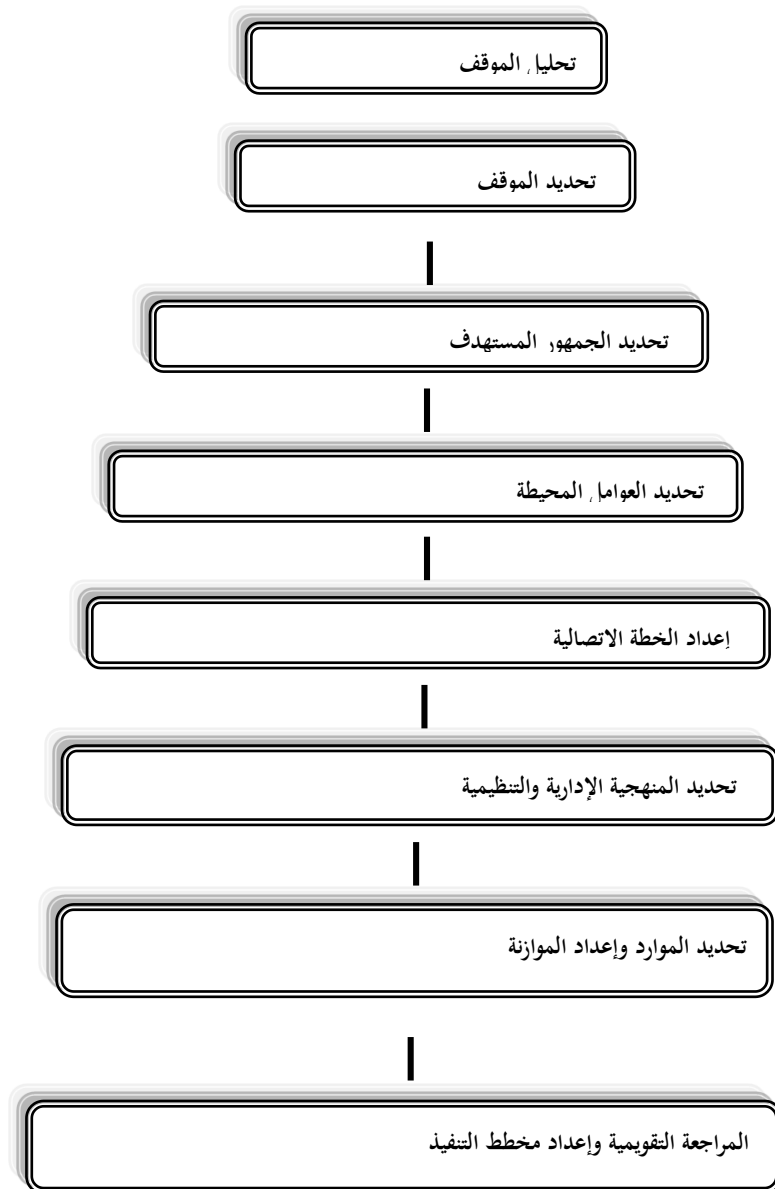 تحليل الموقف
تحديد الموقف
تحديد الجمهور المستهدف
تحديد العوامل المحيطة
إعداد الخطة الاتصالية
تحديد المنهجية الإدارية والتنظيمية
تحديد الموارد وإعداد الموازنة
المراجعة التقويمية وإعداد مخطط التنفيذ